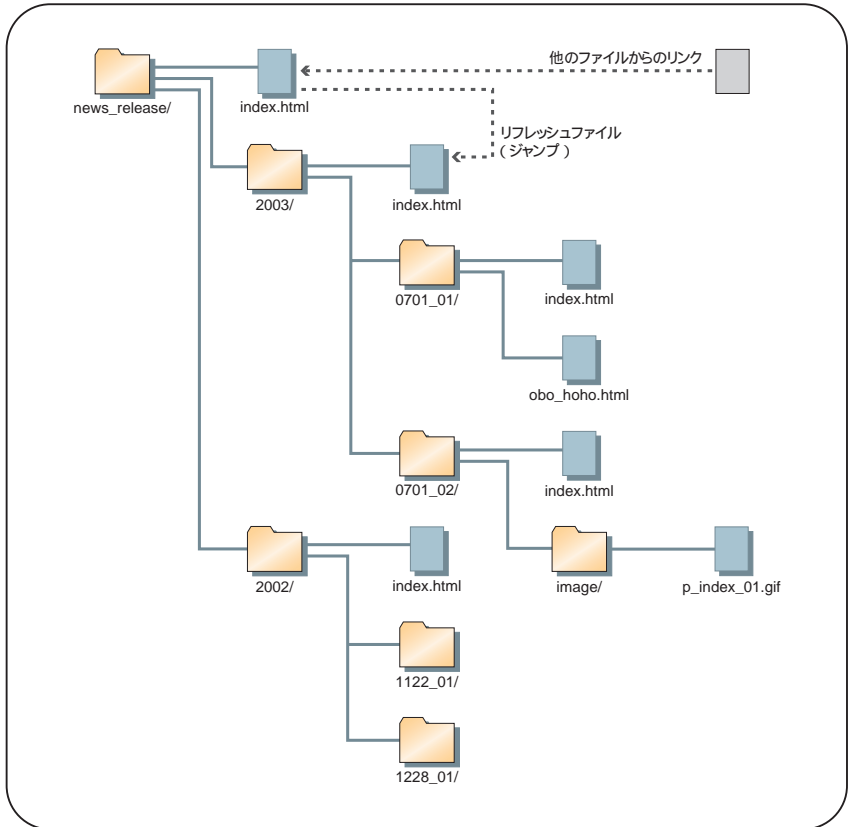 他のファイルからのリンク
news_release/
index.html
リフレッシュファイル
( ジャンプ )
2003/
index.html
0701_01/
index.html
obo_hoho.html
0701_02/
index.html
2002/
index.html
image/
p_index_01.gif
1122_01/
1228_01/